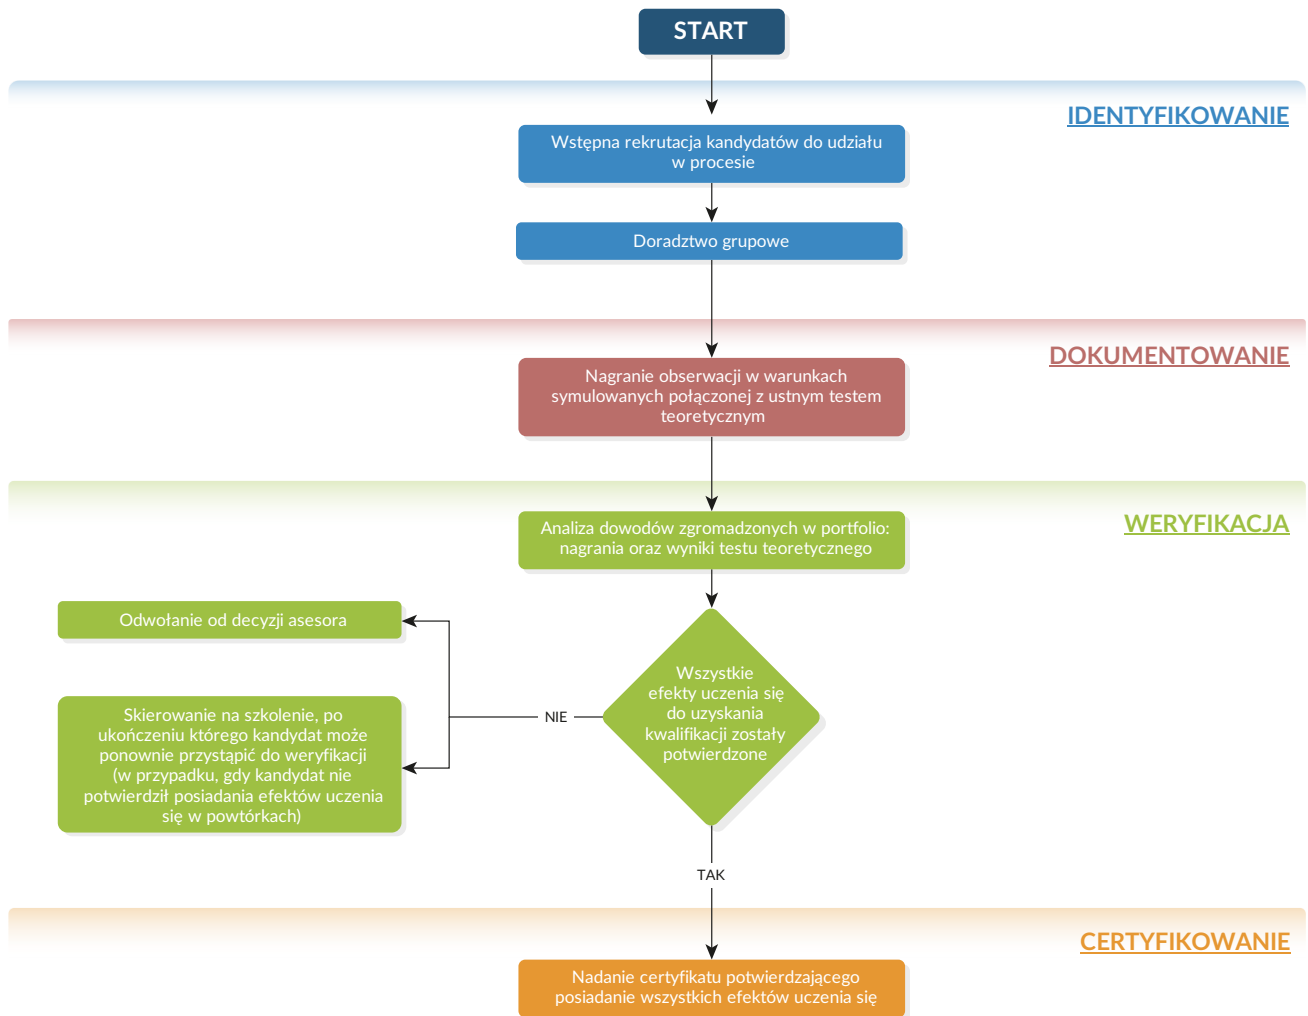 START
IDENTYFIKOWANIE
Wstępna rekrutacja kandydatów do udziału
w procesie
Doradztwo grupowe
DOKUMENTOWANIE
Nagranie obserwacji w warunkach
symulowanych połączonej z ustnym testem
teoretycznym
WERYFIKACJA
Analiza dowodów zgromadzonych w portfolio:
nagrania oraz wyniki testu teoretycznego
Odwołanie od decyzji asesora
Skierowanie na szkolenie, po
ukończeniu którego kandydat może
ponownie przystąpić do weryfikacji
(w przypadku, gdy kandydat nie
potwierdził posiadania efektów uczenia
się w powtórkach)
NIE
Wszystkie
efekty uczenia się
do uzyskania
kwalifikacji zostały
potwierdzone
TAK
CERTYFIKOWANIE
Nadanie certyfikatu potwierdzającego
posiadanie wszystkich efektów uczenia się